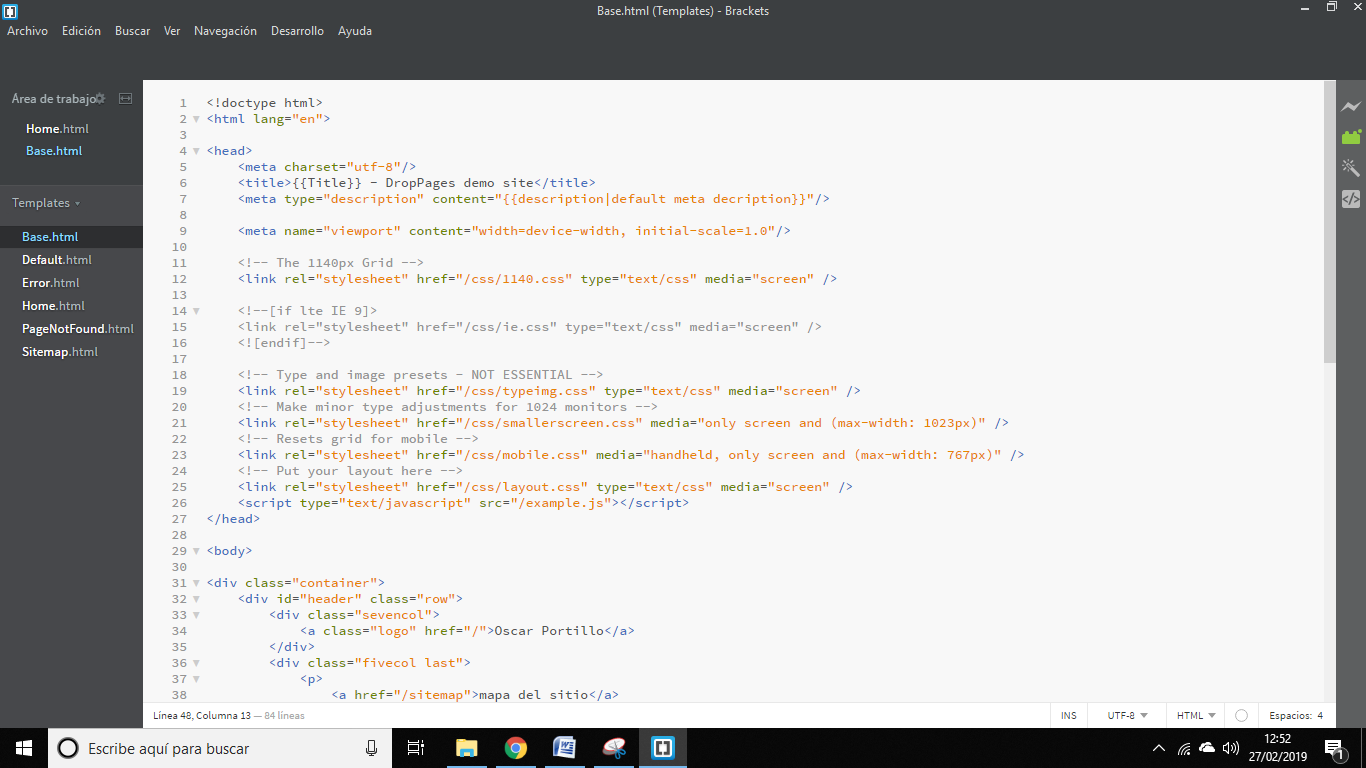 Base.html (Templates) - Brackets
Archivo Edición Buscar Ver Navegación Desarrollo Ayuda
Área de trabajo
Home.html
Base.html
Templates
Base.html
Default.html
Error.html
Home.html
PageNotFound.html
Sitemap.html
1 <!doctype html>
2 <html lang="en">
3
4 <head>
5 <meta charset="utf-8"/>
6 <title>{{Title}} - DropPages demo site</title>
7 <meta type="description" content="{{description|default meta decription}}"/>
8
9 <meta name="viewport" content="width=device-width, initial-scale=1.0"/>
10
11 <!-- The 1140px Grid -->
12 <link rel="stylesheet" href="/css/1140.css" type="text/css" media="screen" />
13
14 <!--[if lte IE 9]>
15 <link rel="stylesheet" href="/css/ie.css" type="text/css" media="screen" />
16 <![endif]-->
17
18 <!-- Type and image presets - NOT ESSENTIAL -->
19 <link rel="stylesheet" href="/css/typeimg.css" type="text/css" media="screen" />
20 <!-- Make minor type adjustments for 1024 monitors -->
21 <link rel="stylesheet" href="/css/smallerscreen.css" media="only screen and (max-width: 1023px)" />
22 <!-- Resets grid for mobile -->
23 <link rel="stylesheet" href="/css/mobile.css" media="handheld, only screen and (max-width: 767px)" />
24 <!-- Put your layout here -->
25 <link rel="stylesheet" href="/css/layout.css" type="text/css" media="screen" />
26 <script type="text/javascript" src="/example.js"></script>
27 </head>
28
29 <body>
30
31 <div class="container">
32 <div id="header" class="row">
33 <div class="sevencol">
34 <a class="logo" href="/">Oscar Portillo</a>
35 </div>
36 <div class="fivecol last">
37 <p>
38 <a href="/sitemap">mapa del sitio</a>
Línea 48, Columna 13 — 84 líneas
INS UTF-8 HTML Espacios: 4
Escribe aquí para buscar
12:52
27/02/2019
1